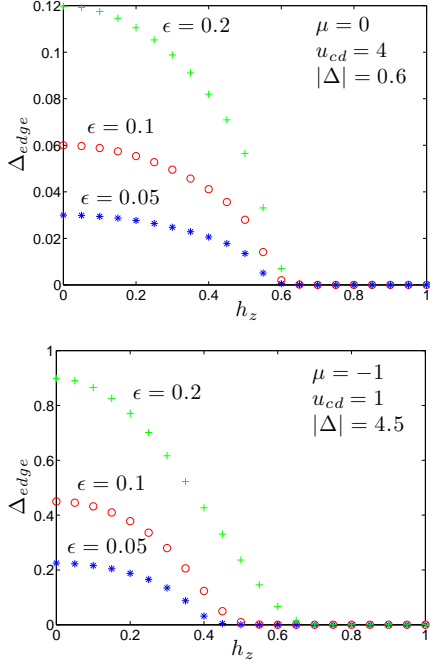 0.12
0.1
0.08
0.06
0.04
0.02
0
Δ_edge
ϵ = 0.2
ϵ = 0.1
ϵ = 0.05
μ = 0
u_cd = 4
|Δ| = 0.6
0 0.2 0.4 0.6 0.8 1
h_z
1
0.8
0.6
0.4
0.2
0
Δ_edge
ϵ = 0.2
ϵ = 0.1
ϵ = 0.05
μ = −1
u_cd = 1
|Δ| = 4.5
0 0.2 0.4 0.6 0.8 1
h_z